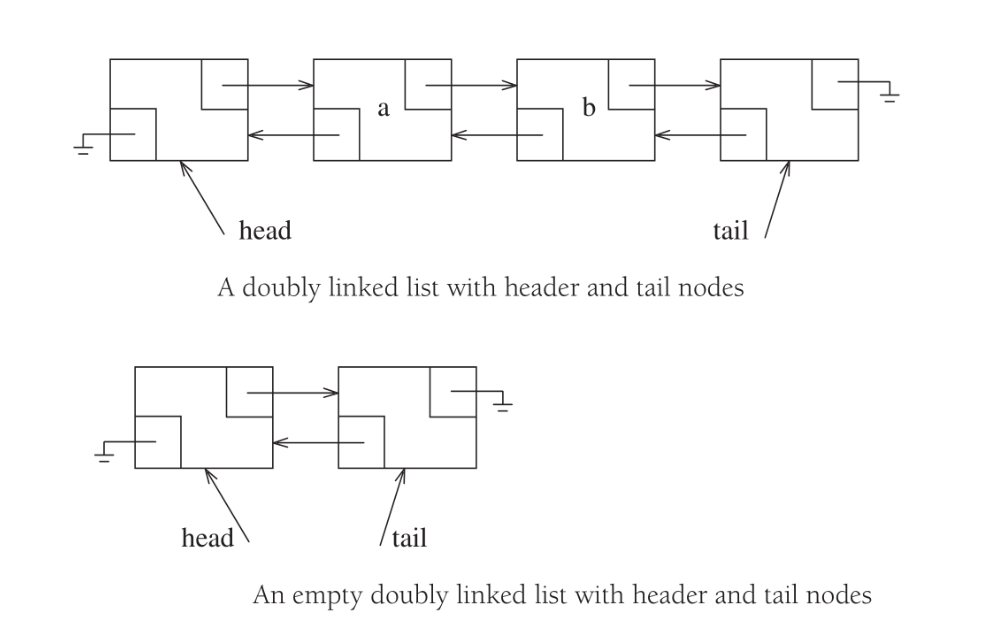 a
b
head
tail
A doubly linked list with header and tail nodes
head
tail
An empty doubly linked list with header and tail nodes